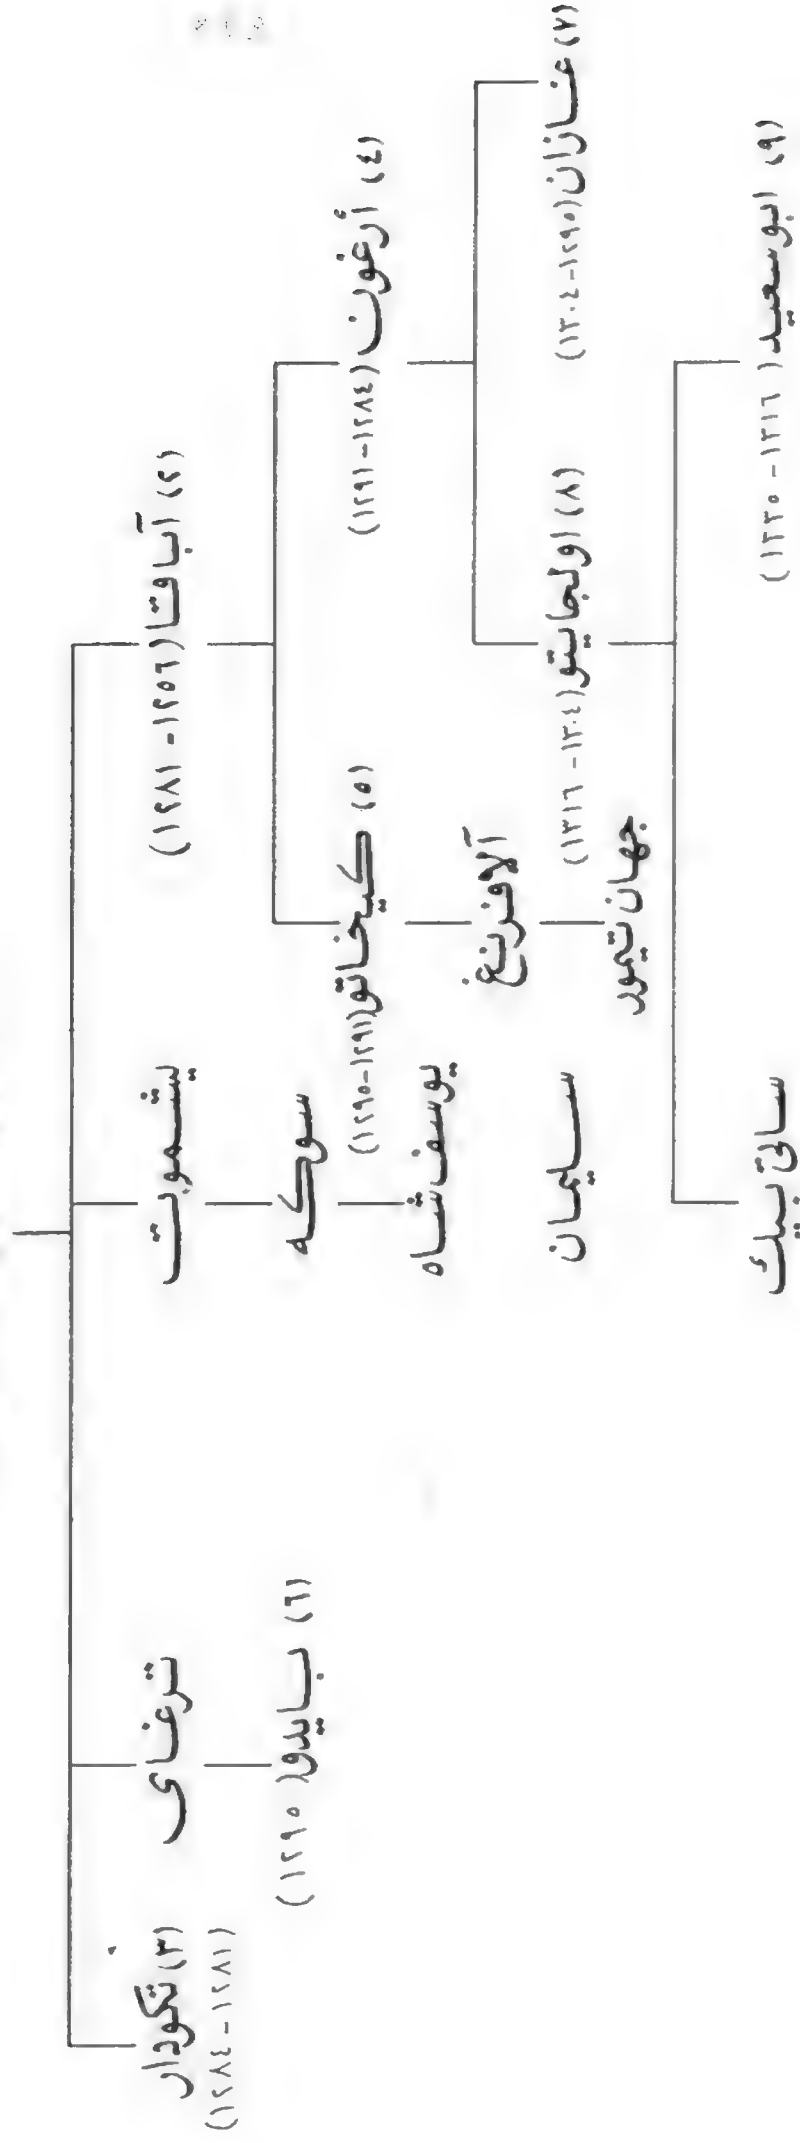 (٢) آباقا (١٢٥٦ - ١٢٨١)
يشموت
ترغاى
(٣) تكودار
(١٢٨١ - ١٢٨٤)
(٤) أرغون (١٢٨٤ - ١٢٩١)
(٥) كيخاتو (١٢٩١ - ١٢٩٥)
سوكه
(٦) بايدو (١٢٩٥)
يوسف شاه
آلافرنغ
(٧) غازان (١٢٩٥ - ١٣٠٤)
(٨) اولجايتو (١٣٠٤ - ١٣١٦)
سليمان
جهان تيمور
(٩) ابو سعيد (١٣١٦ - ١٣٣٥)
ساتى بيك